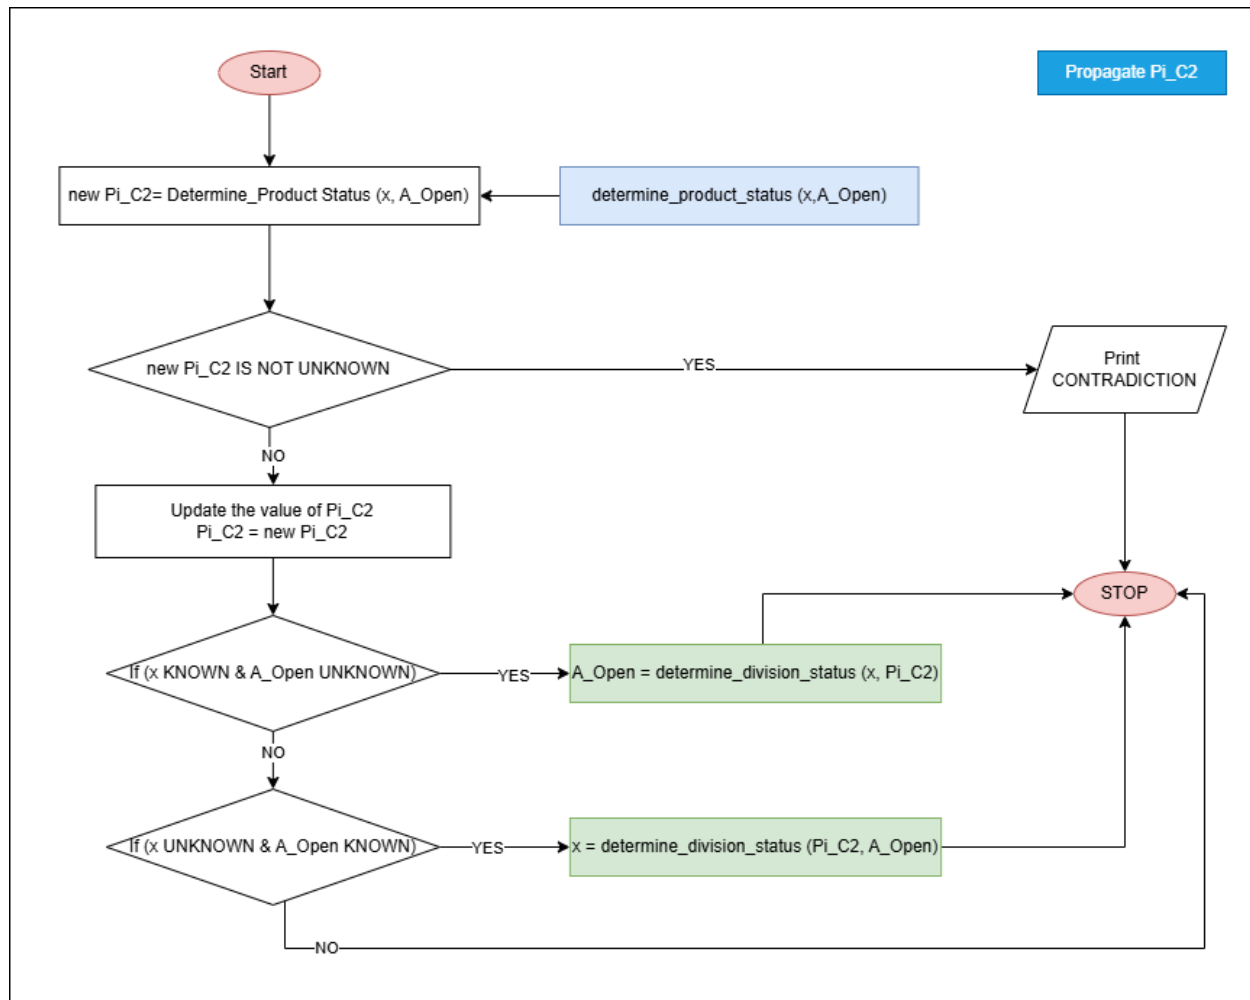 Start
Propagate Pi_C2
new Pi_C2= Determine_Product Status (x, A_Open)
determine_product_status (x,A_Open)
new Pi_C2 IS NOT UNKNOWN
YES
Print
CONTRADICTION
NO
Update the value of Pi_C2
Pi_C2 = new Pi_C2
STOP
If (x KNOWN & A_Open UNKNOWN)
YES
A_Open = determine_division_status (x, Pi_C2)
NO
If (x UNKNOWN & A_Open KNOWN)
YES
x = determine_division_status (Pi_C2, A_Open)
NO